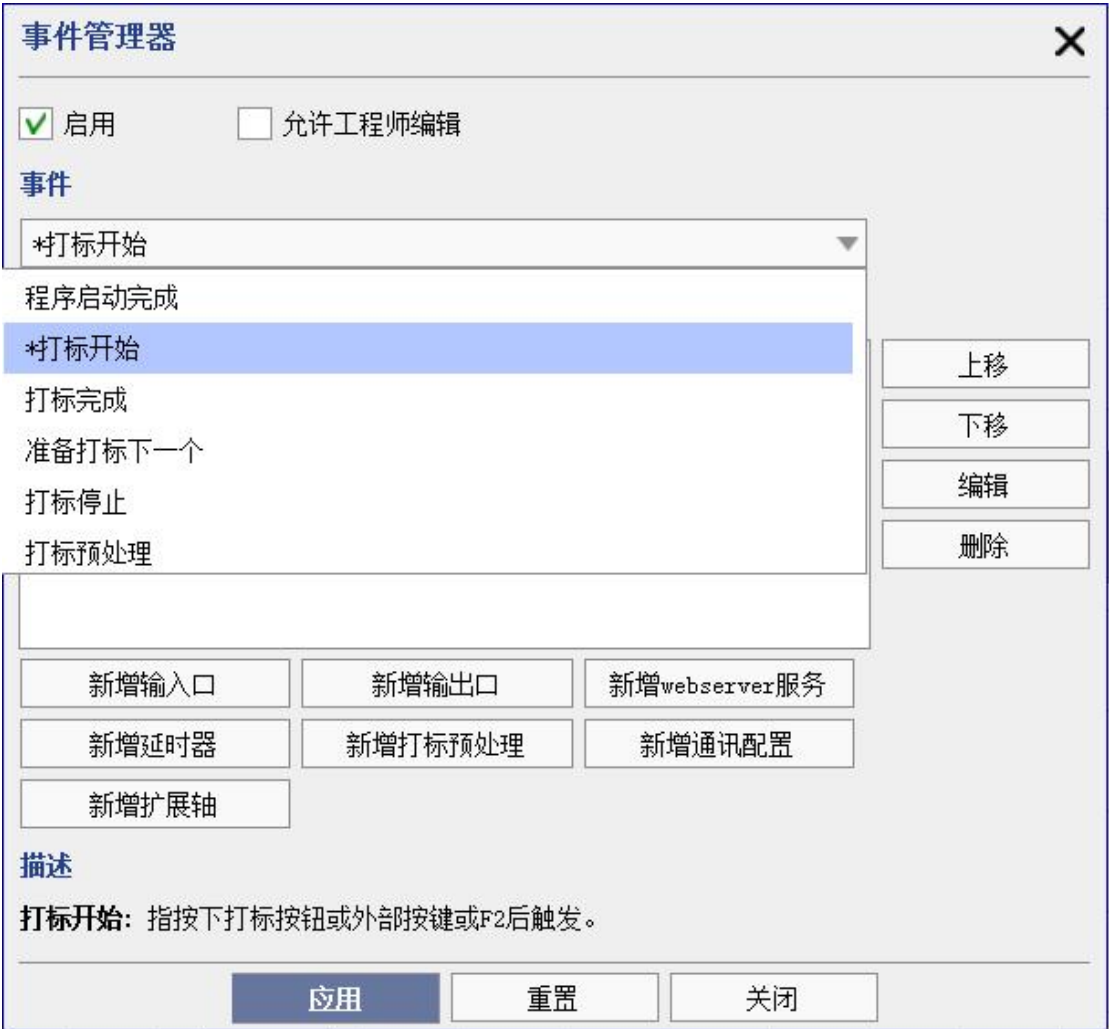 事件管理器
启用 允许工程师编辑
事件
*打标开始
程序启动完成
*打标开始
打标完成
准备打标下一个
打标停止
打标预处理
上移
下移
编辑
删除
新增输入口 新增输出口 新增webserver服务
新增延时器 新增打标预处理 新增通讯配置
新增扩展轴
描述
打标开始：指按下打标按钮或外部按键或F2后触发。
应用 重置 关闭